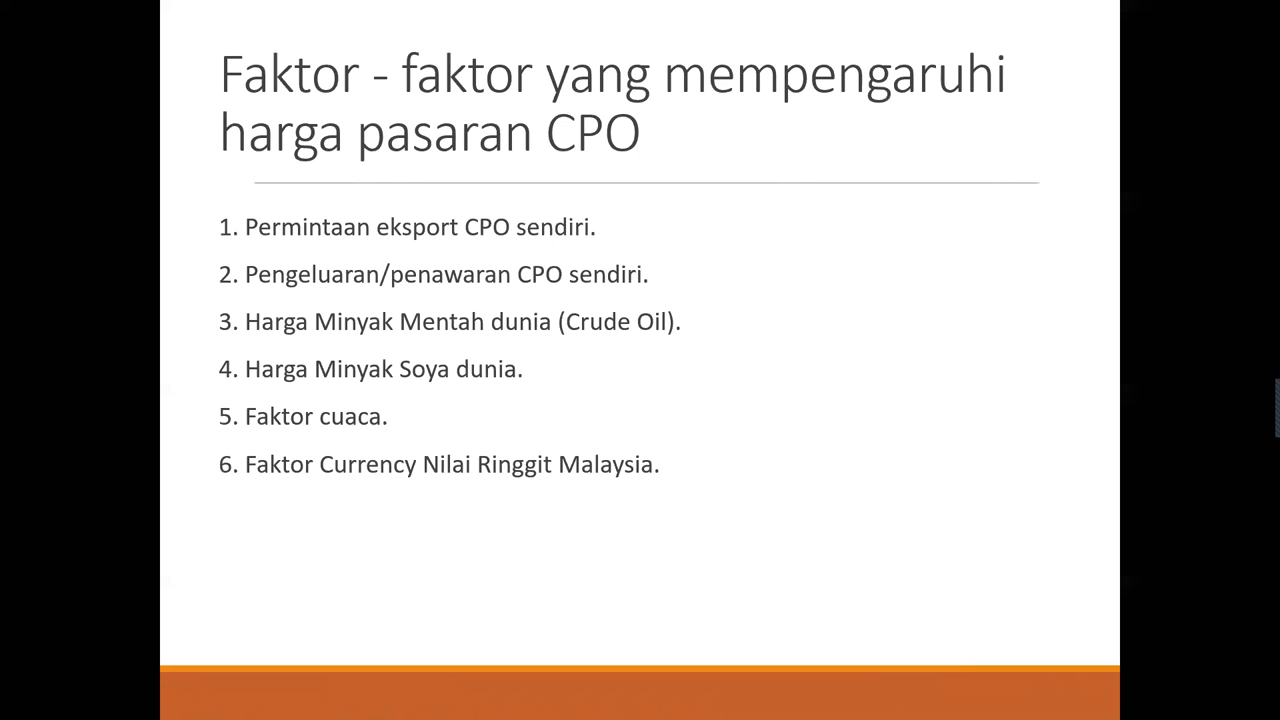 Faktor - faktor yang mempengaruhi
harga pasaran CPO
1. Permintaan eksport CPO sendiri.
2. Pengeluaran/penawaran CPO sendiri.
3. Harga Minyak Mentah dunia (Crude Oil).
4. Harga Minyak Soya dunia.
5. Faktor cuaca.
6. Faktor Currency Nilai Ringgit Malaysia.